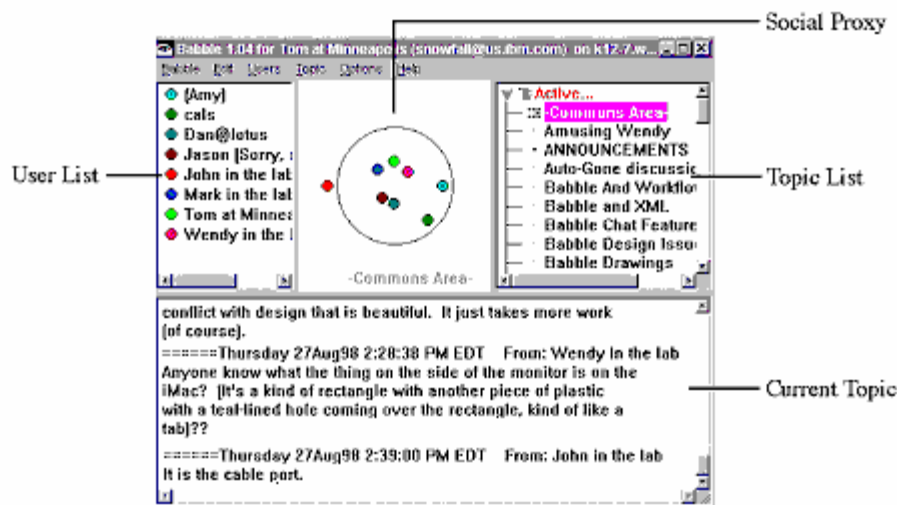 Social Proxy
Babble 1.04 for Tom at Minneapolis (snowfall@us.ibm.com) on k12-7.w...
Babble Edit Users Topic Options Help
User List
(Amy)
cals
Dan@lotus
Jason (Sorry,
John in the lab
Mark in the lab
Tom at Minnea
Wendy in the l
-Commons Area-
Topic List
Active...
-Commons Area-
Amusing Wendy
ANNOUNCEMENTS
Auto-Gone discussio
Babble And Workflow
Babble and XML
Babble Chat Feature
Babble Design Issu
Babble Drawings
Current Topic
conflict with design that is beautiful. It just takes more work
(of course).
======Thursday 27Aug98 2:28:38 PM EDT From: Wendy In the lab
Anyone know what the thing on the side of the monitor is on the
iMac? (It's a kind of rectangle with another piece of plastic
with a teal-lined hole coming over the rectangle, kind of like a
tab)??
======Thursday 27Aug98 2:39:00 PM EDT From: John in the lab
It is the cable port.